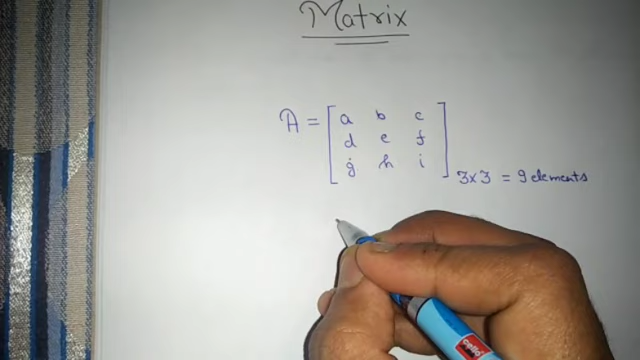 Matrix
A = [ a b c
d e f
g h i ] 3x3 = 9 elements